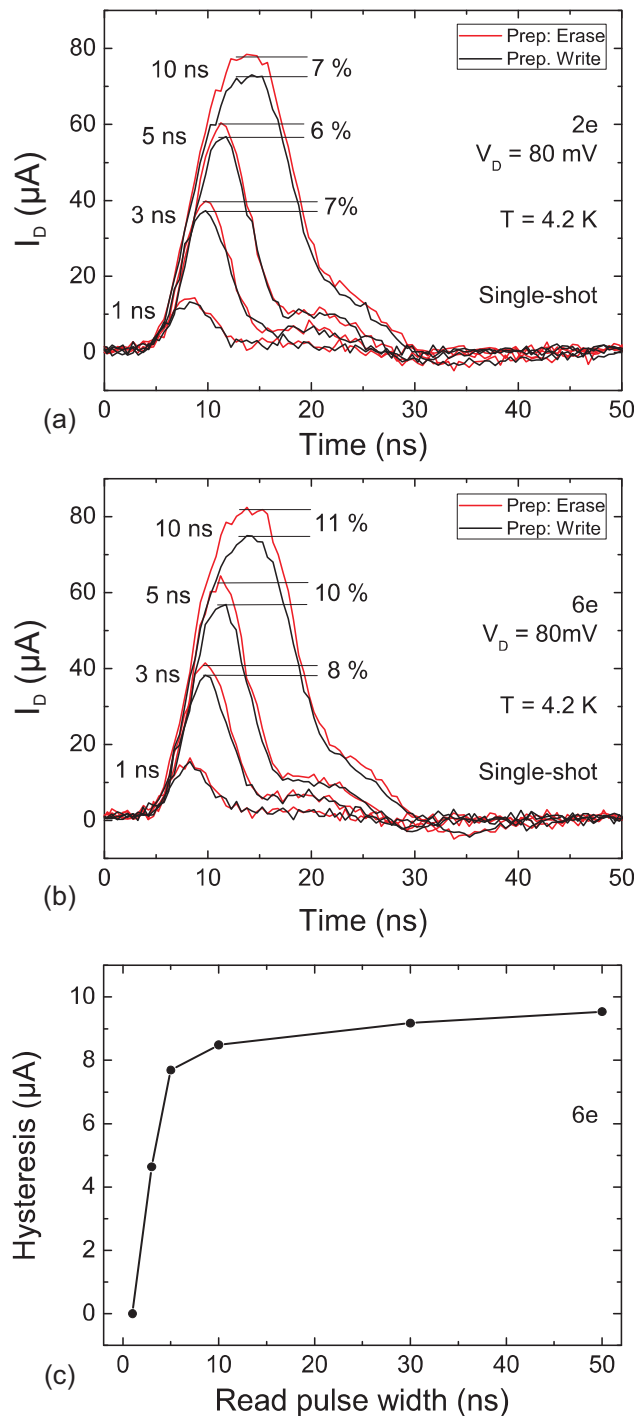 Prep: Erase
Prep. Write
10 ns
7 %
5 ns
6 %
3 ns
7%
1 ns
2e
V_D = 80 mV
T = 4.2 K
Single-shot
80
60
40
20
0
I_D (μA)
0 10 20 30 40 50
Time (ns)
(a)
Prep: Erase
Prep: Write
10 ns
11 %
5 ns
10 %
3 ns
8 %
1 ns
6e
V_D = 80mV
T = 4.2 K
Single-shot
80
60
40
20
0
I_D (μA)
0 10 20 30 40 50
Time (ns)
(b)
10
8
6
4
2
0
Hysteresis (μA)
6e
0 10 20 30 40 50
Read pulse width (ns)
(c)